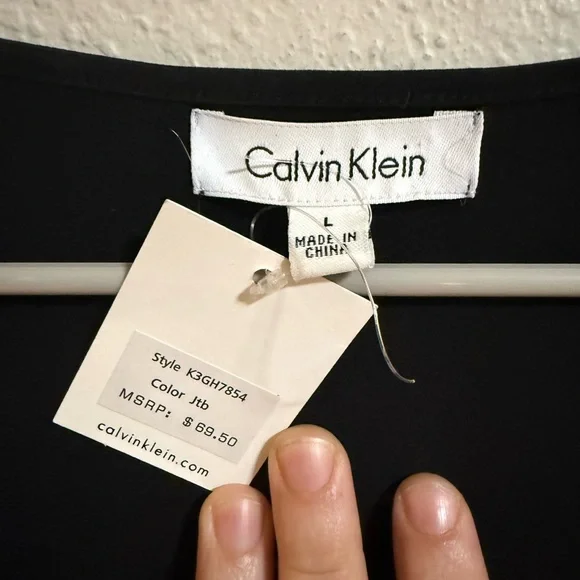 Calvin Klein
L
MADE IN
CHINA
Style K3GH7854
Color Jtb
MSRP: $69.50
calvinklein.com